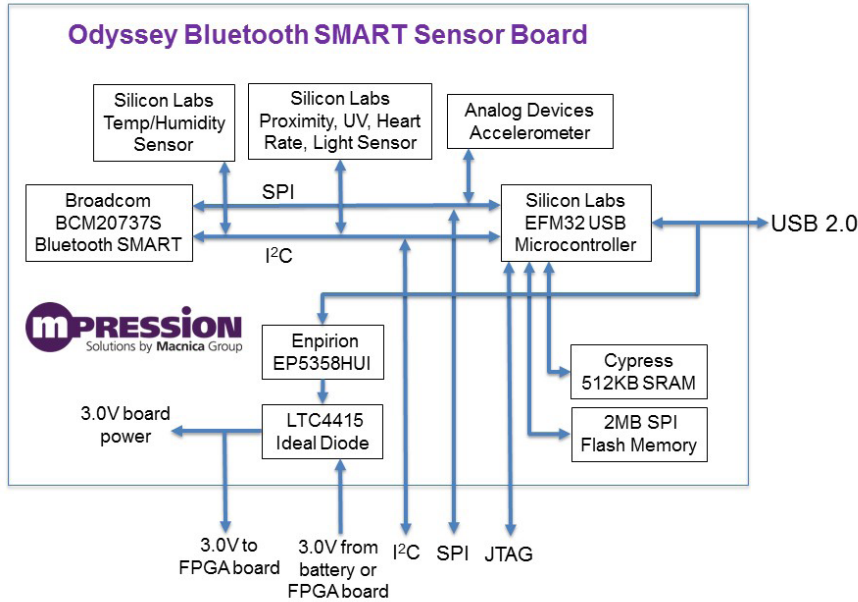 Odyssey Bluetooth SMART Sensor Board
Silicon Labs
Temp/Humidity
Sensor
Silicon Labs
Proximity, UV, Heart
Rate, Light Sensor
Analog Devices
Accelerometer
Broadcom
BCM20737S
Bluetooth SMART
SPI
I²C
Silicon Labs
EFM32 USB
Microcontroller
USB 2.0
mPRESSION
Solutions by Macnica Group
Enpirion
EP5358HUI
Cypress
512KB SRAM
3.0V board
power
LTC4415
Ideal Diode
2MB SPI
Flash Memory
3.0V to
FPGA board
3.0V from
battery or
FPGA board
I²C
SPI
JTAG